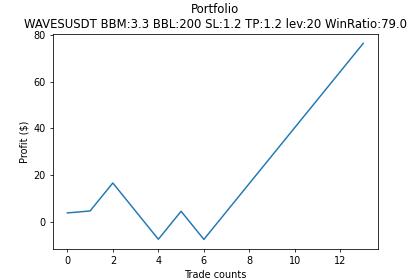 Portfolio
WAVESUSDT BBM:3.3 BBL:200 SL:1.2 TP:1.2 lev:20 WinRatio:79.0
80
60
40
20
0
Profit ($)
0 2 4 6 8 10 12
Trade counts